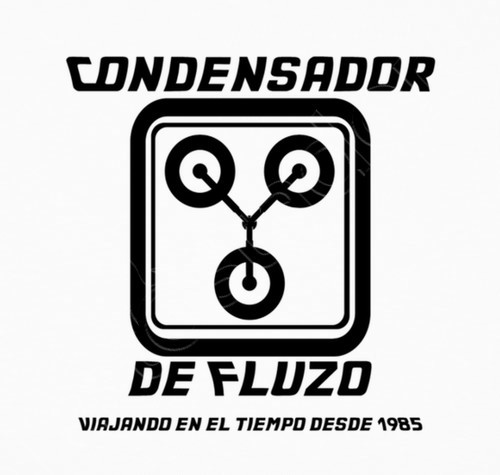 CONDENSADOR
DE FLUZO
VIAJANDO EN EL TIEMPO DESDE 1985